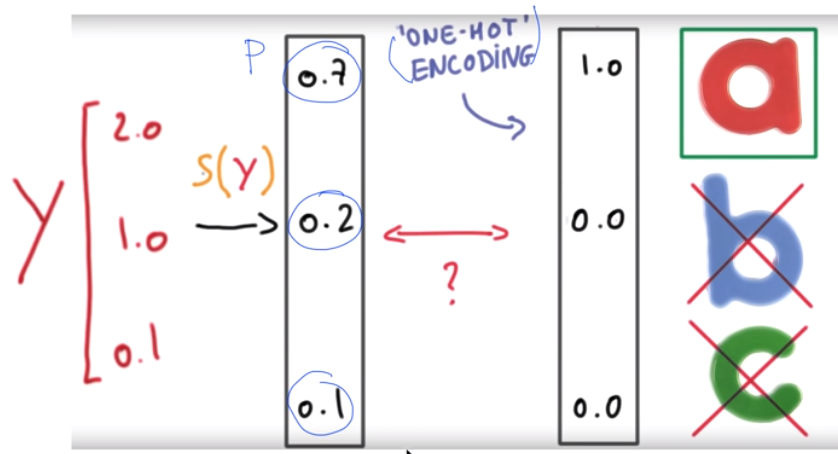 P
'ONE-HOT'
ENCODING
0.7
1.0
a
2.0
S(Y)
Y
1.0
0.2
0.0
b
?
0.1
0.1
0.0
c